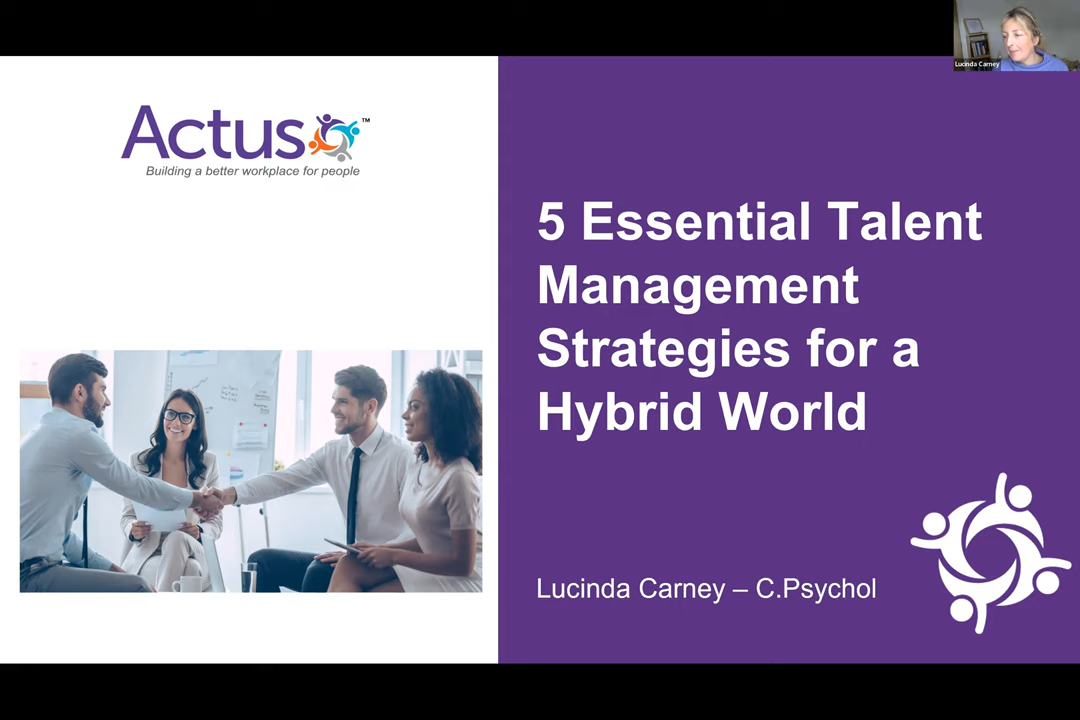 Lucinda Carney
Actus™
Building a better workplace for people
5 Essential Talent
Management
Strategies for a
Hybrid World
Lucinda Carney – C.Psychol